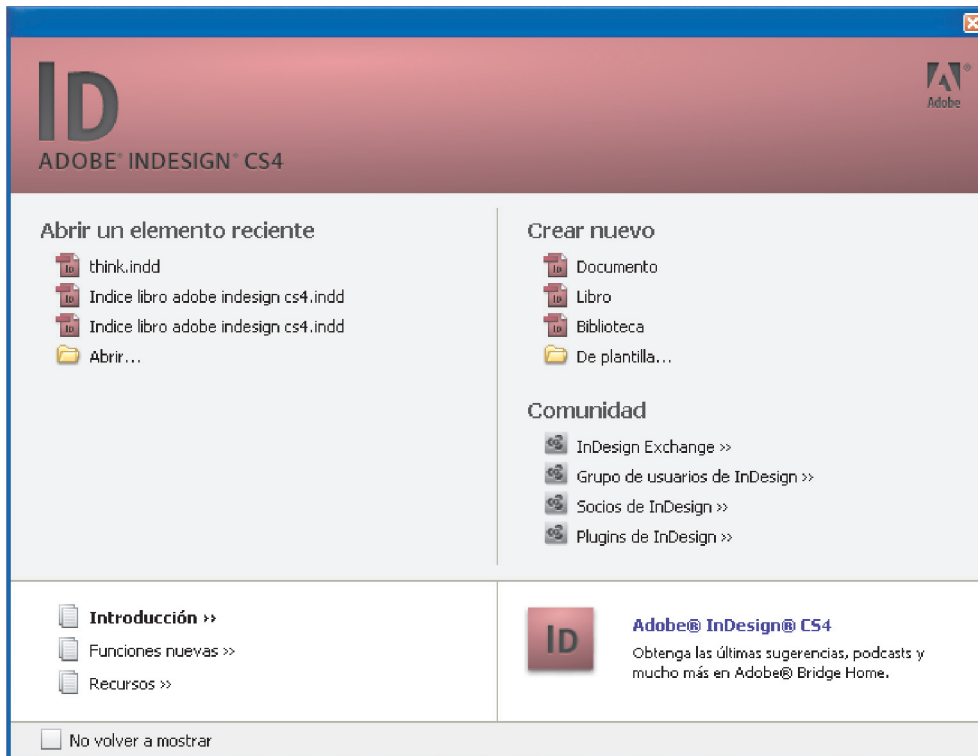 ID
Adobe
ADOBE® INDESIGN® CS4
Abrir un elemento reciente
think.indd
Indice libro adobe indesign cs4.indd
Indice libro adobe indesign cs4.indd
Abrir...
Crear nuevo
Documento
Libro
Biblioteca
De plantilla...
Comunidad
InDesign Exchange >>
Grupo de usuarios de InDesign >>
Socios de InDesign >>
Plugins de InDesign >>
Introducción >>
Funciones nuevas >>
Recursos >>
ID
Adobe® InDesign® CS4
Obtenga las últimas sugerencias, podcasts y
mucho más en Adobe® Bridge Home.
No volver a mostrar